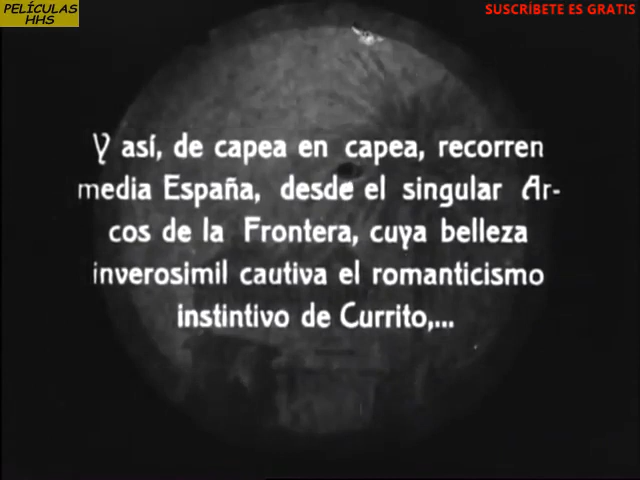 PELÍCULAS
HHS
SUSCRÍBETE ES GRATIS
Y así, de capea en capea, recorren
media España, desde el singular Ar-
cos de la Frontera, cuya belleza
inverosimil cautiva el romanticismo
instintivo de Currito,...